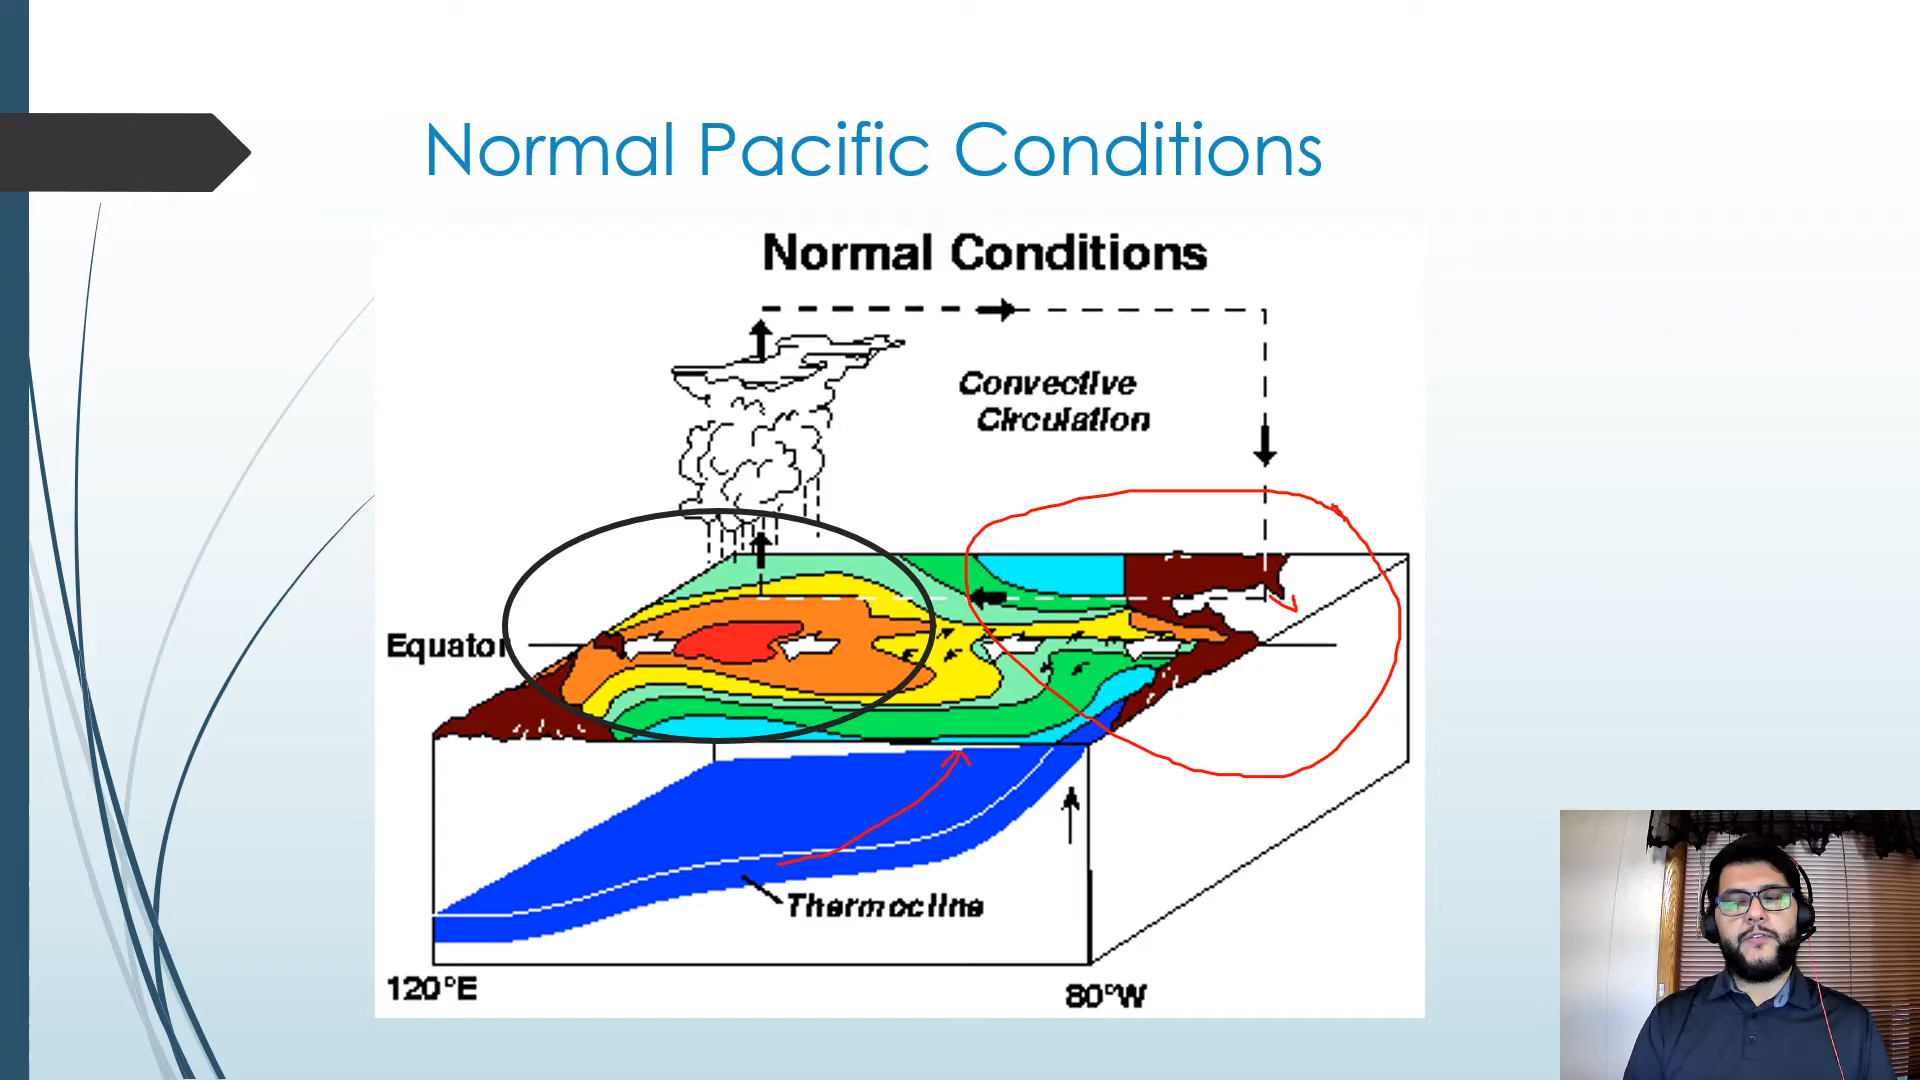 Normal Pacific Conditions
Normal Conditions
Convective
Circulation
Equator
Thermocline
120°E
80°W